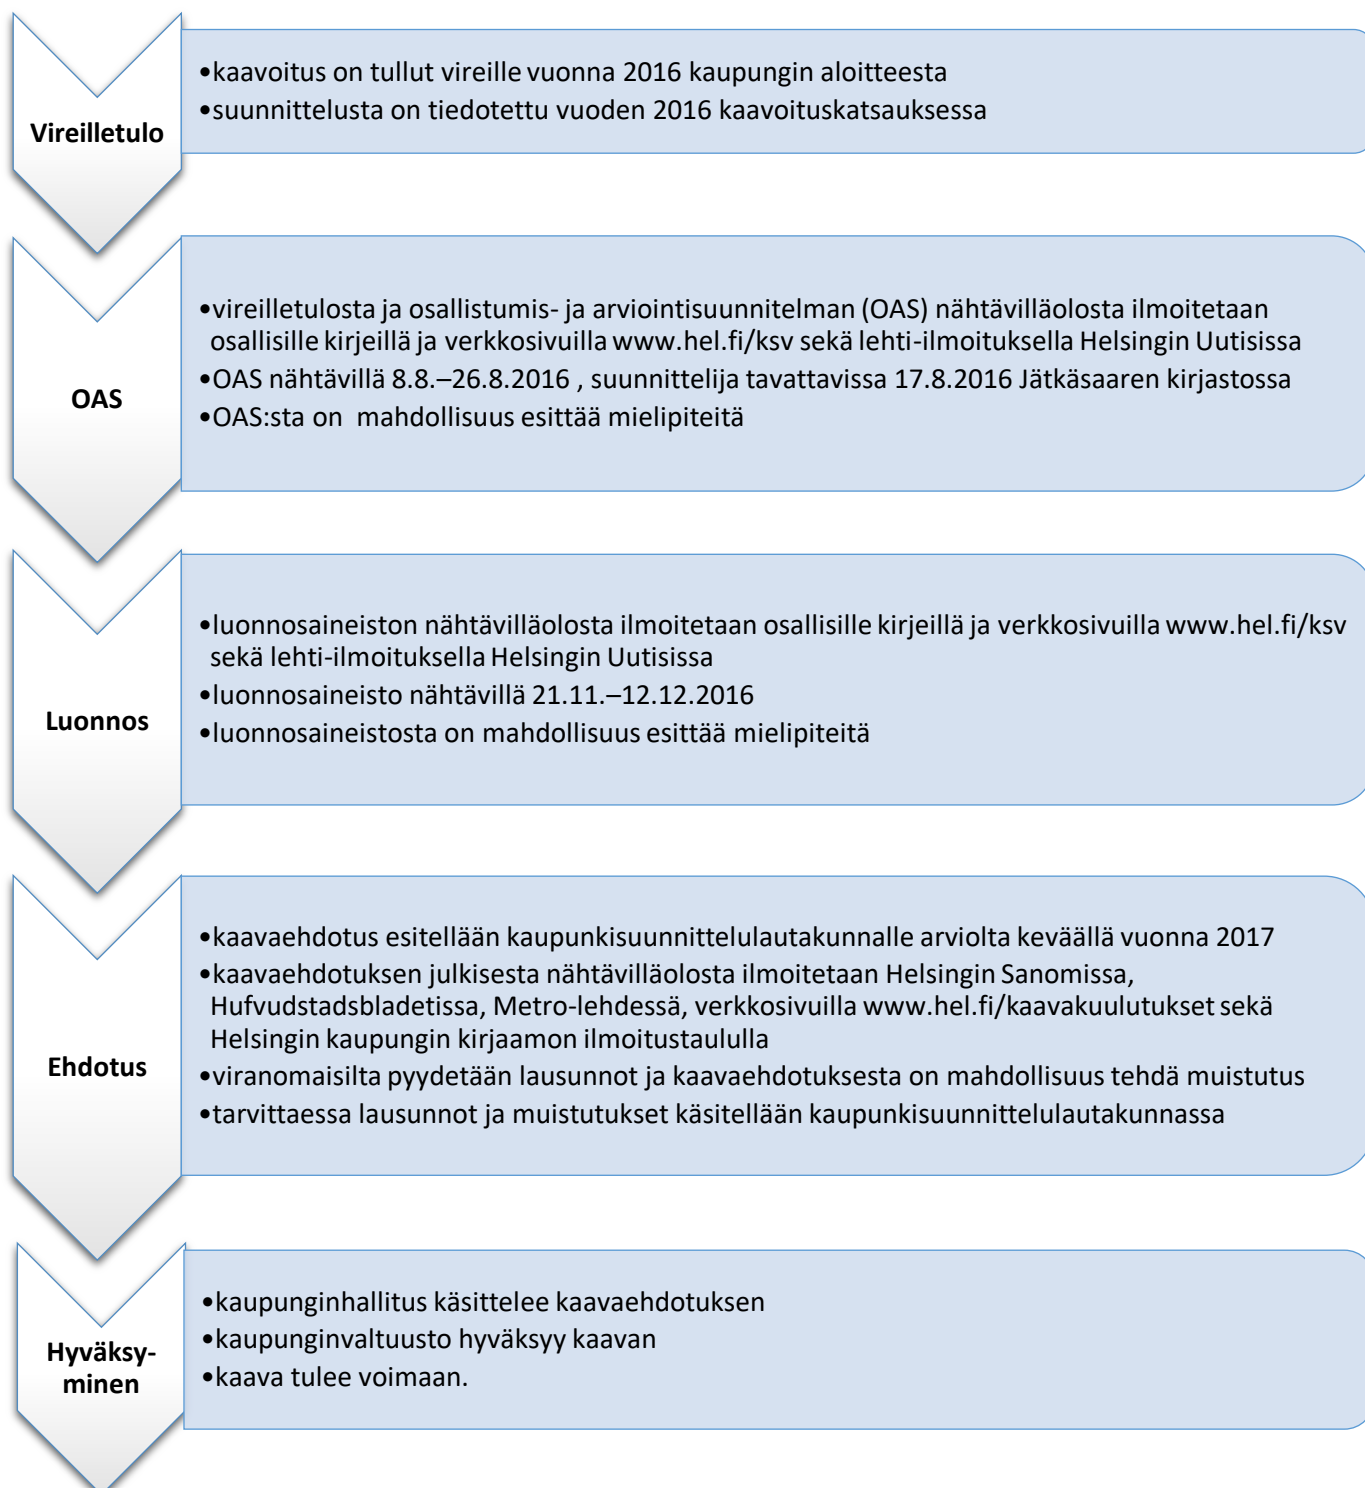 Vireilletulo
•kaavoitus on tullut vireille vuonna 2016 kaupungin aloitteesta
•suunnittelusta on tiedotettu vuoden 2016 kaavoituskatsauksessa
OAS
•vireilletulosta ja osallistumis- ja arviointisuunnitelman (OAS) nähtävilläolosta ilmoitetaan
osallisille kirjeillä ja verkkosivuilla www.hel.fi/ksv sekä lehti-ilmoituksella Helsingin Uutisissa
•OAS nähtävillä 8.8.–26.8.2016 , suunnittelija tavattavissa 17.8.2016 Jätkäsaaren kirjastossa
•OAS:sta on  mahdollisuus esittää mielipiteitä
Luonnos
•luonnosaineiston nähtävilläolosta ilmoitetaan osallisille kirjeillä ja verkkosivuilla www.hel.fi/ksv
sekä lehti-ilmoituksella Helsingin Uutisissa
•luonnosaineisto nähtävillä 21.11.–12.12.2016
•luonnosaineistosta on mahdollisuus esittää mielipiteitä
Ehdotus
•kaavaehdotus esitellään kaupunkisuunnittelulautakunnalle arviolta keväällä vuonna 2017
•kaavaehdotuksen julkisesta nähtävilläolosta ilmoitetaan Helsingin Sanomissa,
Hufvudstadsbladetissa, Metro-lehdessä, verkkosivuilla www.hel.fi/kaavakuulutukset sekä
Helsingin kaupungin kirjaamon ilmoitustaululla
•viranomaisilta pyydetään lausunnot ja kaavaehdotuksesta on mahdollisuus tehdä muistutus
•tarvittaessa lausunnot ja muistutukset käsitellään kaupunkisuunnittelulautakunnassa
Hyväksy-
minen
•kaupunginhallitus käsittelee kaavaehdotuksen
•kaupunginvaltuusto hyväksyy kaavan
•kaava tulee voimaan.